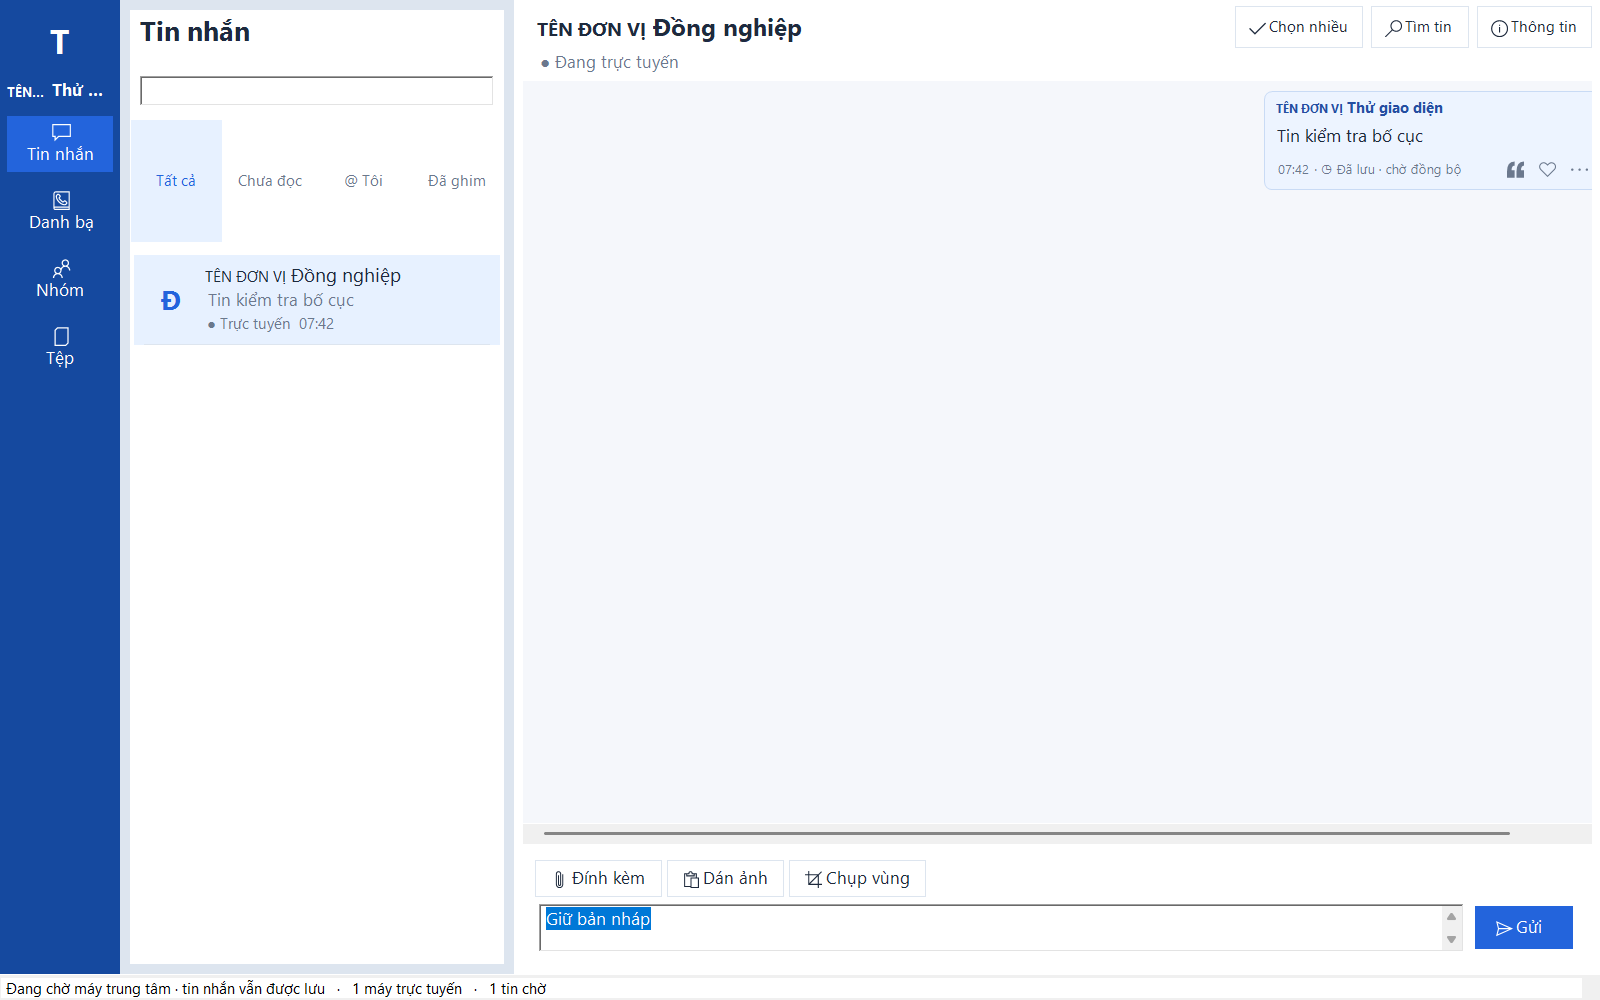 T
TÊN... Thử ...
Tin nhắn
Danh bạ
Nhóm
Tệp
Tin nhắn
Tất cả
Chưa đọc
@ Tôi
Đã ghim
Đ
TÊN ĐƠN VỊ Đồng nghiệp
Tin kiểm tra bố cục
● Trực tuyến 07:42
TÊN ĐƠN VỊ Đồng nghiệp
● Đang trực tuyến
Chọn nhiều
Tìm tin
Thông tin
TÊN ĐƠN VỊ Thử giao diện
Tin kiểm tra bố cục
07:42 · ◷ Đã lưu · chờ đồng bộ
Đính kèm
Dán ảnh
Chụp vùng
Giữ bản nháp
Gửi
Đang chờ máy trung tâm · tin nhắn vẫn được lưu · 1 máy trực tuyến · 1 tin chờ